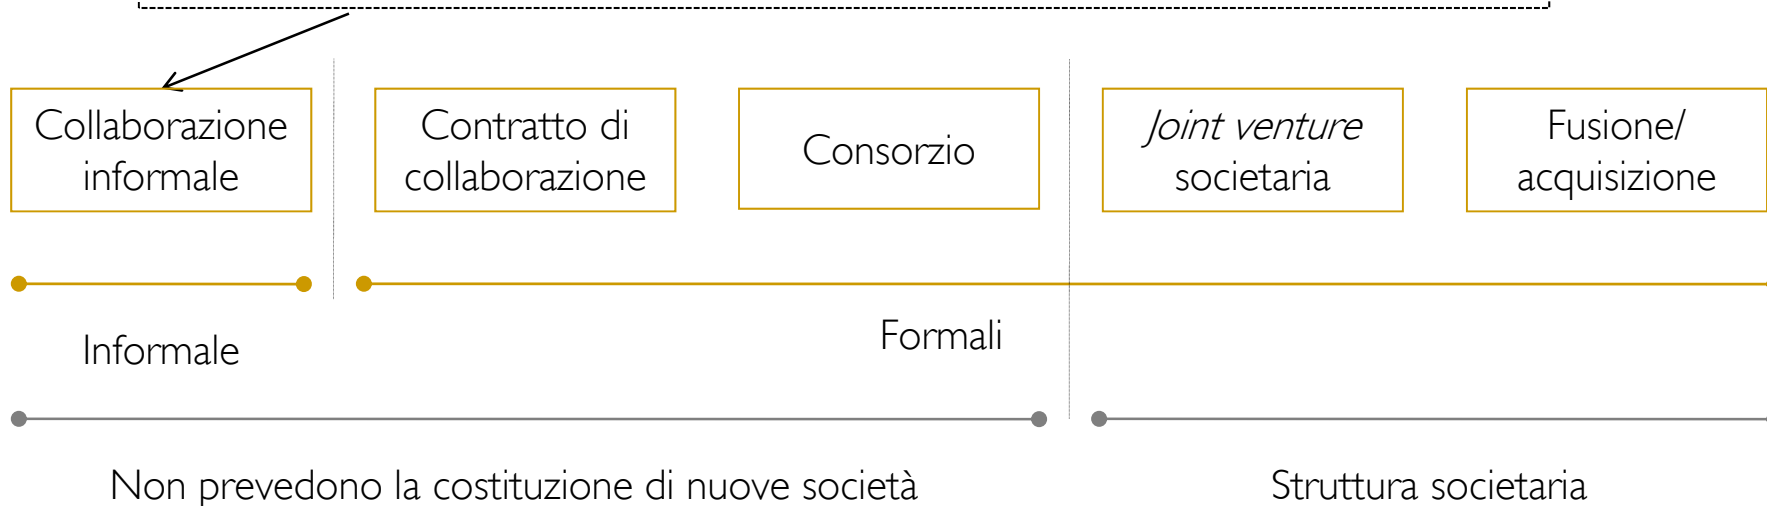 Collaborazione
informale
Contratto di
collaborazione
Consorzio
Joint venture
societaria
Fusione/
acquisizione
Informale
Formali
Non prevedono la costituzione di nuove società
Struttura societaria